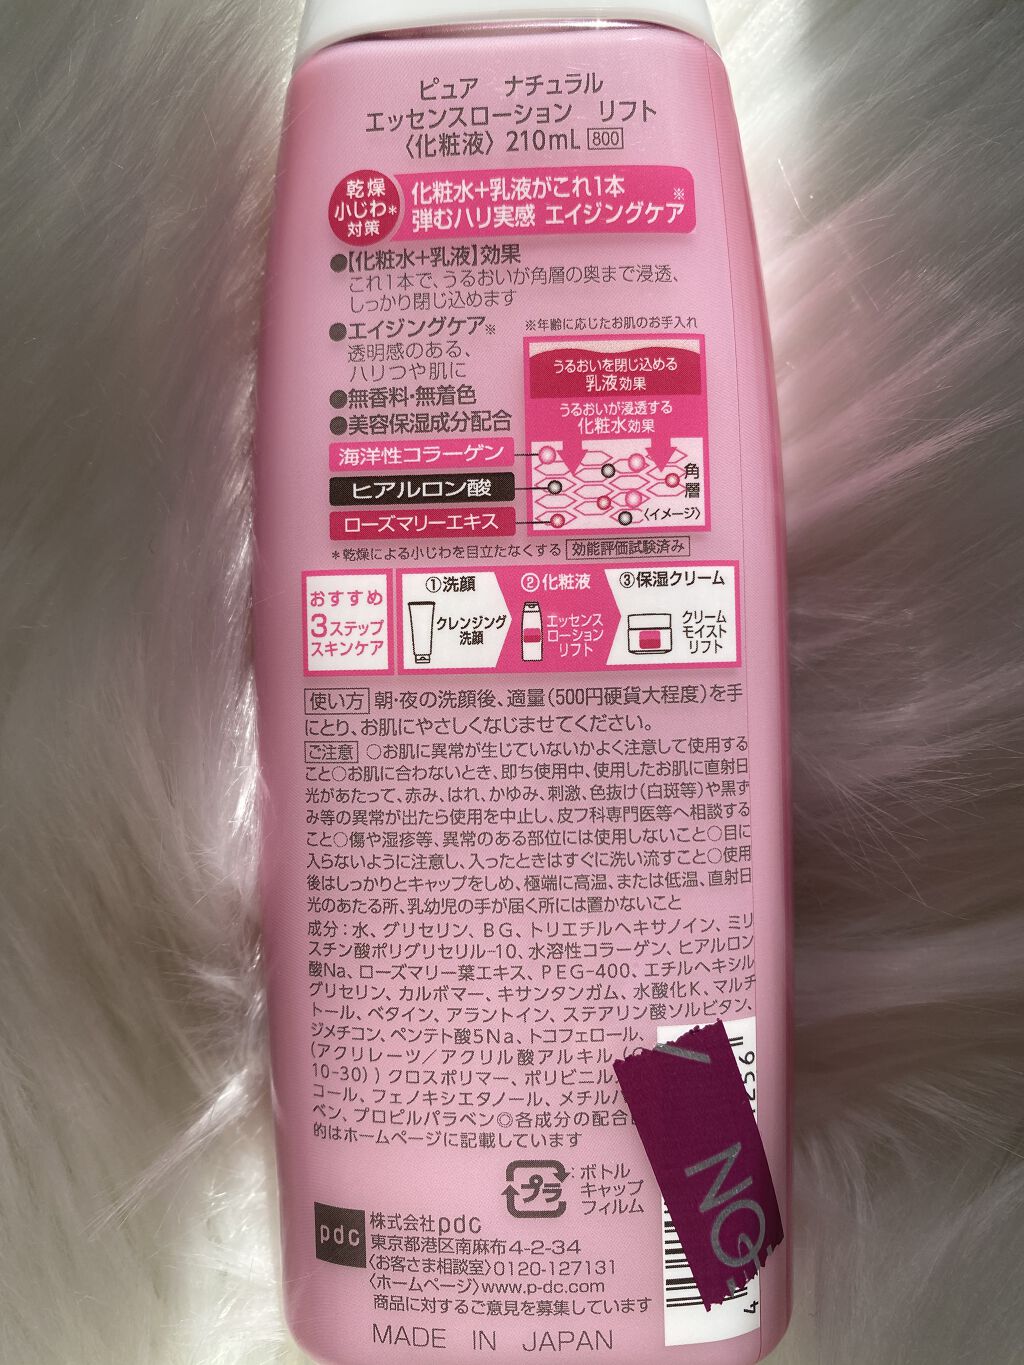 ピュア ナチュラル
エッセンスローション リフト
〈化粧液〉 210mL 800
乾燥
小じわ*
対策
化粧水+乳液がこれ1本
弾むハリ実感 エイジングケア※
●【化粧水+乳液】効果
これ1本で、うるおいが角層の奥まで浸透、
しっかり閉じ込めます
●エイジングケア※
透明感のある、
ハリつや肌に
●無香料・無着色
●美容保湿成分配合
海洋性コラーゲン
ヒアルロン酸
ローズマリーエキス
※年齢に応じたお肌のお手入れ
うるおいを閉じ込める
乳液効果
うるおいが浸透する
化粧水効果
角層
〈イメージ〉
*乾燥による小じわを目立たなくする 効能評価試験済み
おすすめ
3ステップ
スキンケア
①洗顔
クレンジング
洗顔
②化粧液
エッセンス
ローション
リフト
③保湿クリーム
クリーム
モイスト
リフト
使い方 朝・夜の洗顔後、適量(500円硬貨大程度)を手
にとり、お肌にやさしくなじませてください。
ご注意 ○お肌に異常が生じていないかよく注意して使用する
こと○お肌に合わないとき、即ち使用中、使用したお肌に直射日
光があたって、赤み、はれ、かゆみ、刺激、色抜け(白斑等)や黒ず
み等の異常が出たら使用を中止し、皮フ科専門医等へ相談する
こと○傷や湿疹等、異常のある部位には使用しないこと○目に
入らないように注意し、入ったときはすぐに洗い流すこと○使用
後はしっかりとキャップをしめ、極端に高温、または低温、直射日
光のあたる所、乳幼児の手が届く所には置かないこと
成分:水、グリセリン、BG、トリエチルヘキサノイン、ミリ
スチン酸ポリグリセリル-10、水溶性コラーゲン、ヒアルロン
酸Na、ローズマリー葉エキス、PEG-400、エチルヘキシル
グリセリン、カルボマー、キサンタンガム、水酸化K、マルチ
トール、ベタイン、アラントイン、ステアリン酸ソルビタン、
ジメチコン、ペンテト酸5Na、トコフェロール、
(アクリレーツ/アクリル酸アルキル(
10-30))クロスポリマー、ポリビニル
コール、フェノキシエタノール、メチルパ
ベン、プロピルパラベン◎各成分の配合
的はホームページに記載しています
プラ
:ボトル
キャップ
フィルム
NO
pdc
株式会社pdc
東京都港区南麻布4-2-34
〈お客さま相談室〉0120-127131
〈ホームページ〉www.p-dc.com
商品に対するご意見を募集しています
MADE IN JAPAN